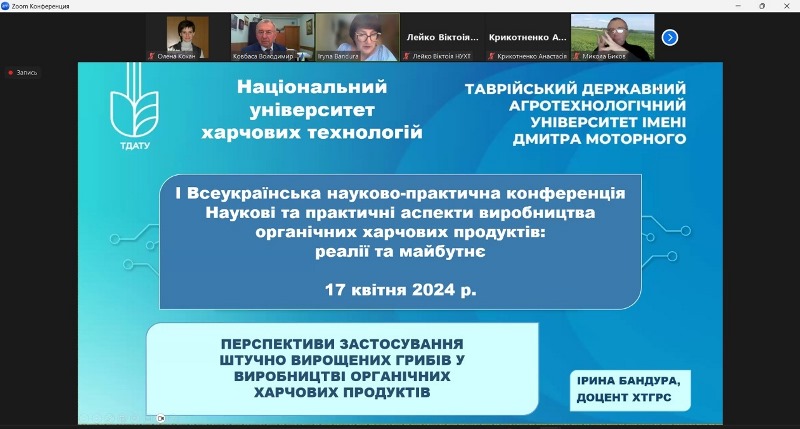 Zoom Конференция
Запись
Лейко Вікторія...
Крикотненко А...
Олена Кохан
Ковбаса Володимир
Iryna Bandura
Лейко Вікторія НУХТ
Крикотненко Анастасія
Микола Биков
ТДАТУ
Національний
університет
харчових технологій
ТАВРІЙСЬКИЙ ДЕРЖАВНИЙ
АГРОТЕХНОЛОГІЧНИЙ
УНІВЕРСИТЕТ ІМЕНІ
ДМИТРА МОТОРНОГО
І Всеукраїнська науково-практична конференція
Наукові та практичні аспекти виробництва
органічних харчових продуктів:
реалії та майбутнє
17 квітня 2024 р.
ПЕРСПЕКТИВИ ЗАСТОСУВАННЯ
ШТУЧНО ВИРОЩЕНИХ ГРИБІВ У
ВИРОБНИЦТВІ ОРГАНІЧНИХ
ХАРЧОВИХ ПРОДУКТІВ
ІРИНА БАНДУРА,
ДОЦЕНТ ХТГРС